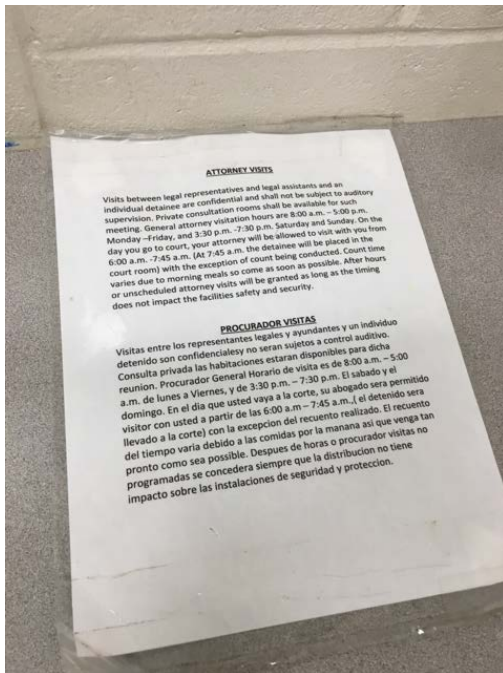 ATTORNEY VISITS
Visits between legal representatives and legal assistants and an
individual detainee are confidential and shall not be subject to auditory
supervision. Private consultation rooms shall be available for such
meeting. General attorney visitation hours are 8:00 a.m. – 5:00 p.m.
Monday –Friday, and 3:30 p.m. -7:30 p.m. Saturday and Sunday. On the
day you go to court, your attorney will be allowed to visit with you from
6:00 a.m. -7:45 a.m. (At 7:45 a.m. the detainee will be placed in the
court room) with the exception of count being conducted. Count time
varies due to morning meals so come as soon as possible. After hours
or unscheduled attorney visits will be granted as long as the timing
does not impact the facilities safety and security.
PROCURADOR VISITAS
Visitas entre los representantes legales y ayundantes y un individuo
detenido son confidencialesy no seran sujetos a control auditivo.
Consulta privada las habitaciones estaran disponibles para dicha
reunion. Procurador General Horario de visita es de 8:00 a.m. – 5:00
a.m. de lunes a Viernes, y de 3:30 p.m. – 7:30 p.m. El sabado y el
domingo. En el dia que usted vaya a la corte, su abogado sera permitido
visitor con usted a partir de las 6:00 a.m – 7:45 a.m.,( el detenido sera
llevado a la corte) con la excepcion del recuento realizado. El recuento
del tiempo varia debido a las comidas por la manana asi que venga tan
pronto como sea possible. Despues de horas o procurador visitas no
programadas se concedera siempre que la distribucion no tiene
impacto sobre las instalaciones de seguridad y proteccion.